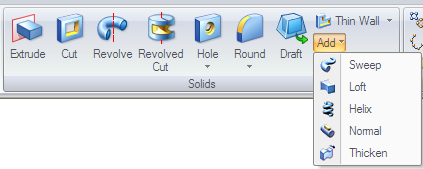 Thin Wall
Extrude Cut Revolve Revolved Cut Hole Round Draft Add
Solids
Sweep
Loft
Helix
Normal
Thicken